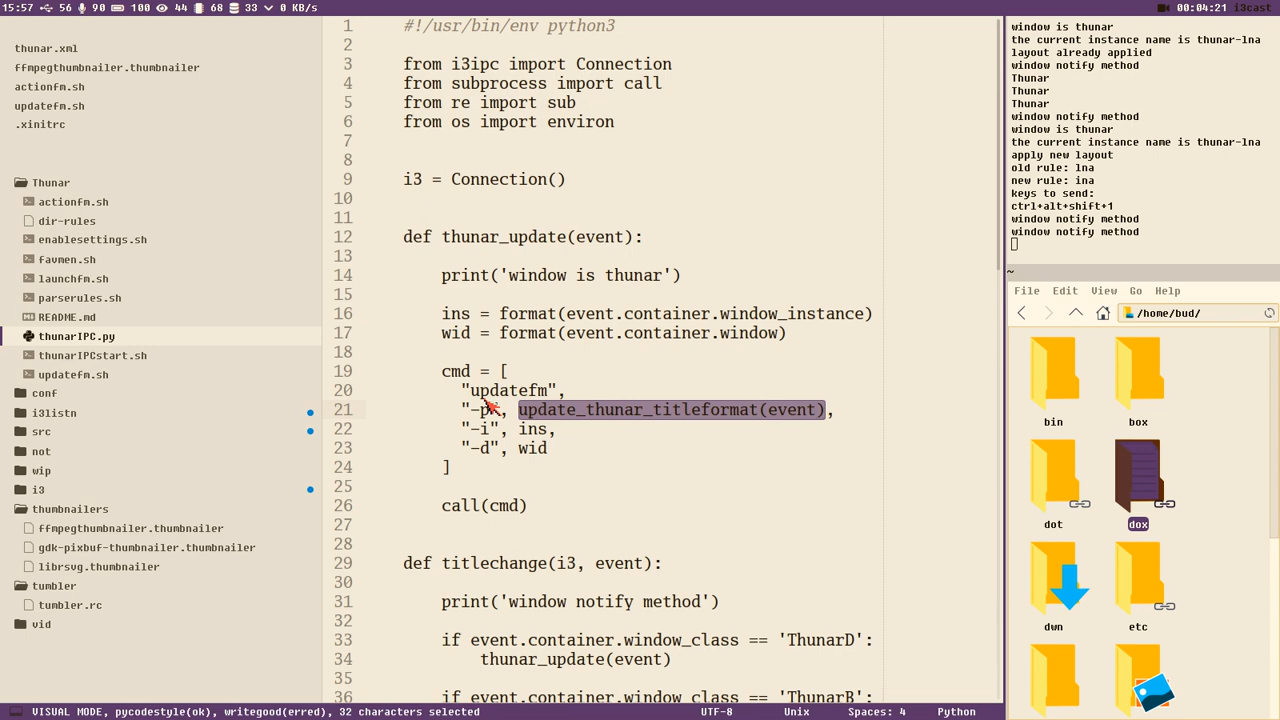 15:57 56 90 100 44 68 33 0 KB/s
00:04:21 i3cast
thunar.xml
ffmpegthumbnailer.thumbnailer
actionfm.sh
updatefm.sh
.xinitrc
Thunar
actionfm.sh
dir-rules
enablesettings.sh
favmen.sh
launchfm.sh
parserules.sh
README.md
thunarIPC.py
thunarIPCstart.sh
updatefm.sh
conf
i3listn
src
not
wip
i3
thumbnailers
ffmpegthumbnailer.thumbnailer
gdk-pixbuf-thumbnailer.thumbnailer
librsvg.thumbnailer
tumbler
tumbler.rc
vid
1 #!/usr/bin/env python3
2
3 from i3ipc import Connection
4 from subprocess import call
5 from re import sub
6 from os import environ
7
8
9 i3 = Connection()
10
11
12 def thunar_update(event):
13
14 print('window is thunar')
15
16 ins = format(event.container.window_instance)
17 wid = format(event.container.window)
18
19 cmd = [
20 "updatefm",
21 "-p", update_thunar_titleformat(event),
22 "-i", ins,
23 "-d", wid
24 ]
25
26 call(cmd)
27
28
29 def titlechange(i3, event):
30
31 print('window notify method')
32
33 if event.container.window_class == 'ThunarD':
34 thunar_update(event)
35
36 if event.container.window_class == 'ThunarB':
VISUAL MODE, pycodestyle(ok), writegood(erred), 32 characters selected
UTF-8 Unix Spaces: 4 Python
window is thunar
the current instance name is thunar-lna
layout already applied
window notify method
Thunar
Thunar
Thunar
window notify method
window is thunar
the current instance name is thunar-lna
apply new layout
old rule: lna
new rule: ina
keys to send:
ctrl+alt+shift+1
window notify method
window notify method
~
File Edit View Go Help
/home/bud/
bin box
dot dox
dwn etc